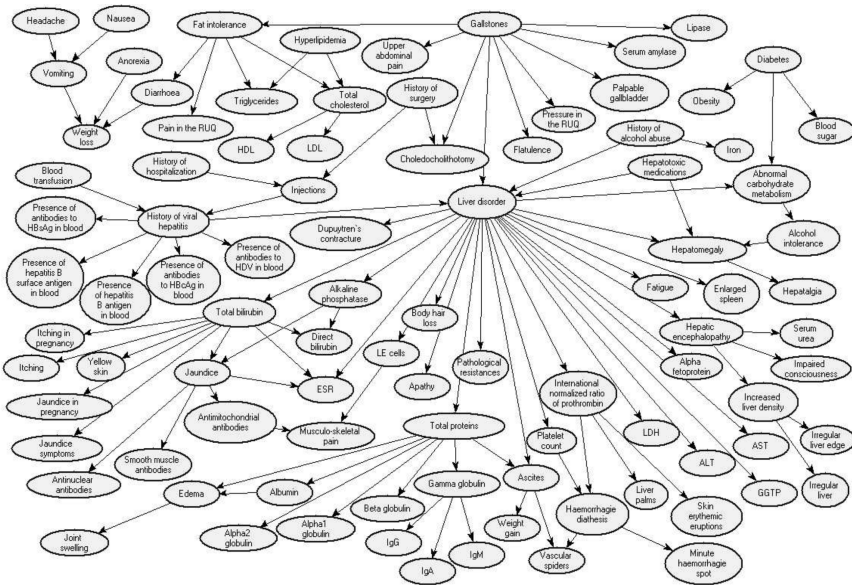 Headache
Nausea
Fat intolerance
Gallstones
Lipase
Hyperlipidemia
Upper
abdominal
pain
Serum amylase
Vomiting
Anorexia
Diabetes
Diarrhoea
Triglycerides
Total
cholesterol
History of
surgery
Palpable
gallbladder
Obesity
Weight
loss
Pain in the RUQ
Pressure in
the RUQ
Blood
sugar
HDL
LDL
Flatulence
History of
alcohol abuse
Iron
Choledocholithotomy
History of
hospitalization
Hepatotoxic
medications
Blood
transfusion
Injections
Abnormal
carbohydrate
metabolism
Presence of
antibodies to
HBsAg in blood
History of viral
hepatitis
Liver disorder
Dupuytren's
contracture
Alcohol
intolerance
Hepatomegaly
Presence of
hepatitis B
surface antigen
in blood
Presence
of hepatitis
B antigen
in blood
Presence of
antibodies
to HBcAg in
blood
Presence of
antibodies to
HDV in blood
Fatigue
Enlarged
spleen
Hepatalgia
Alkaline
phosphatase
Total bilirubin
Body hair
loss
Itching in
pregnancy
Direct
bilirubin
Hepatic
encephalopathy
Serum
urea
LE cells
Itching
Yellow
skin
Jaundice
Pathological
resistances
Alpha
fetoprotein
Impaired
consciousness
ESR
Apathy
International
normalized ratio
of prothrombin
Jaundice in
pregnancy
Increased
liver density
Antimitochondrial
antibodies
Musculo-skeletal
pain
Total proteins
Platelet
count
LDH
AST
Irregular
liver edge
Jaundice
symptoms
Smooth muscle
antibodies
ALT
Antinuclear
antibodies
Edema
Albumin
Gamma globulin
Ascites
Liver
palms
GGTP
Irregular
liver
Beta globulin
Skin
erythemic
eruptions
Joint
swelling
Alpha2
globulin
Alpha1
globulin
Weight
gain
Haemorrhagie
diathesis
IgG
IgM
IgA
Vascular
spiders
Minute
haemorrhagie
spot